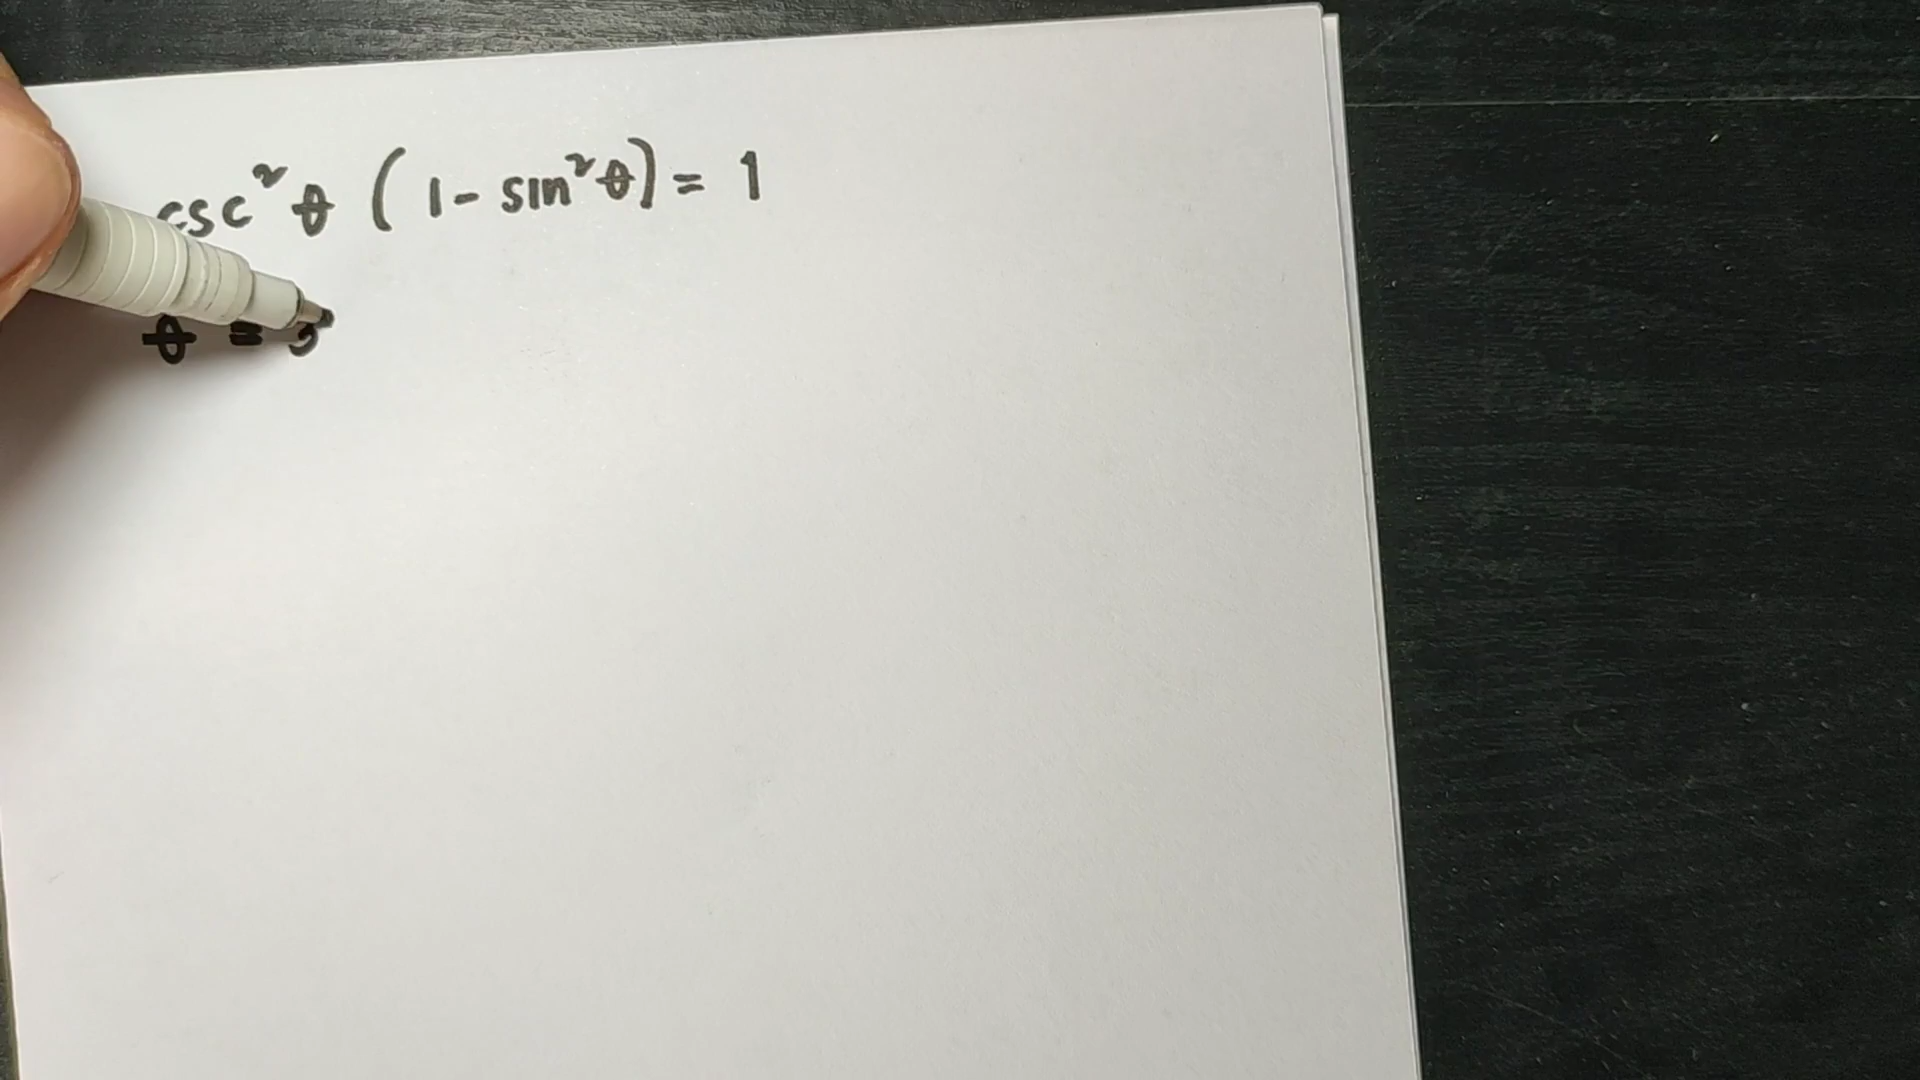 csc²θ (1 - sin²θ) = 1
θ =